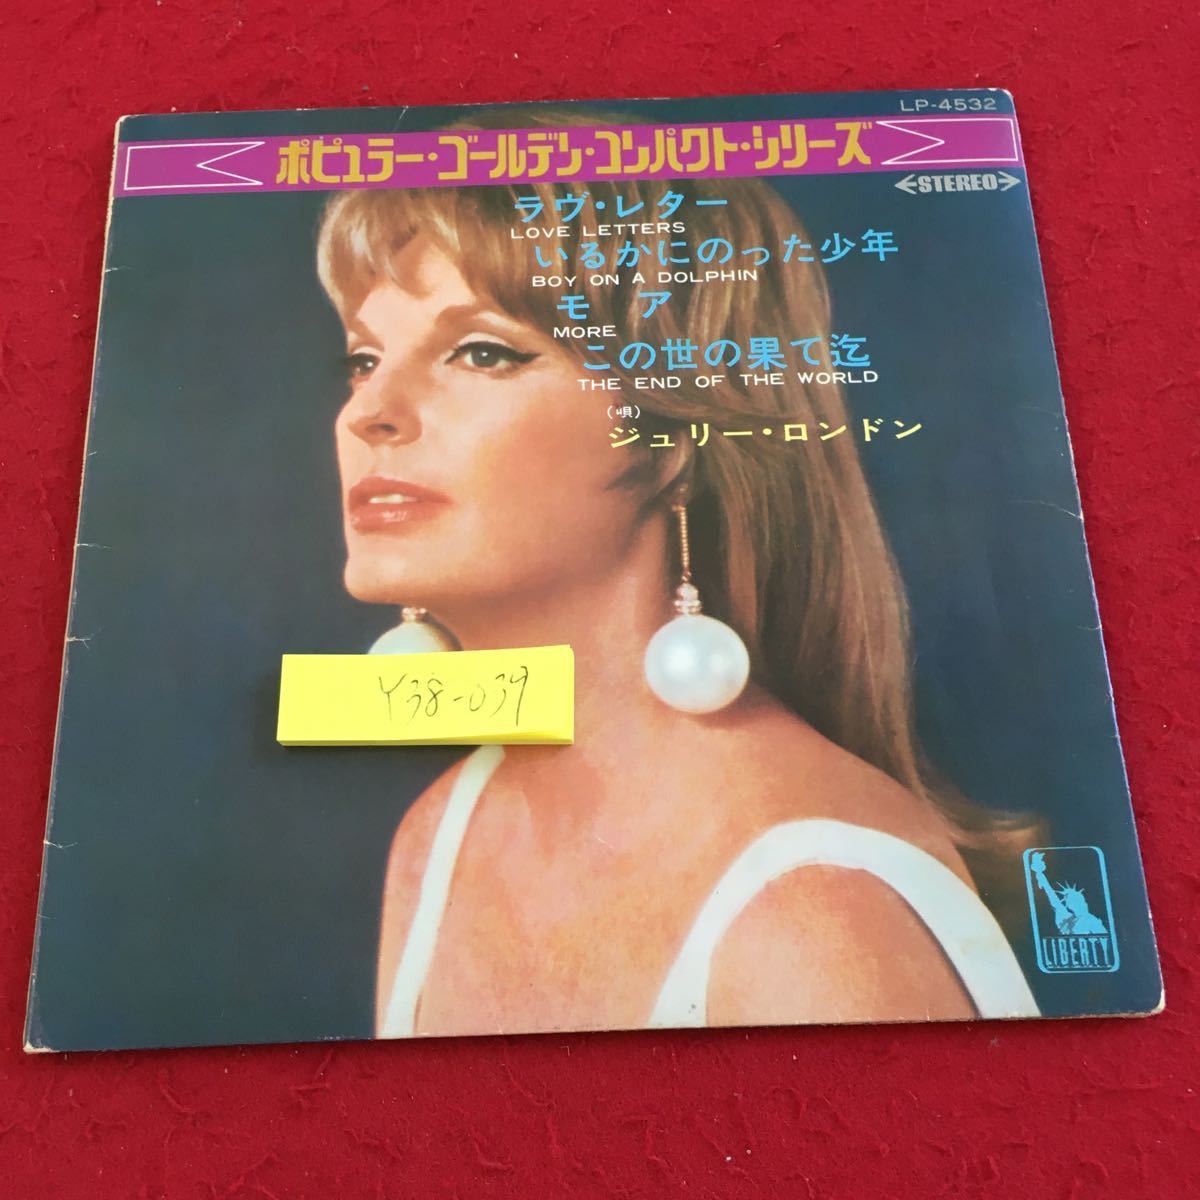 LP-4532
ポピュラー・ゴールデン・コンパクト・シリーズ
STEREO
ラヴ・レター
LOVE LETTERS
いるかにのった少年
BOY ON A DOLPHIN
モア
MORE
この世の果て迄
THE END OF THE WORLD
(唄)
ジュリー・ロンドン
Y38-039
LIBERTY